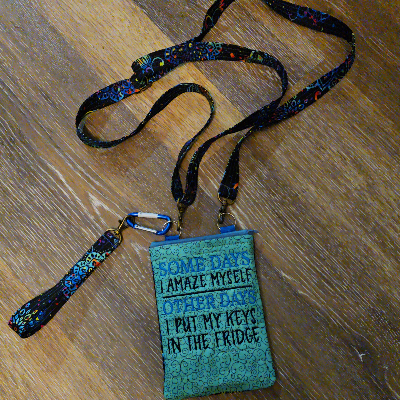 SOME DAYS
I AMAZE MYSELF
OTHER DAYS
I PUT MY KEYS
IN THE FRIDGE